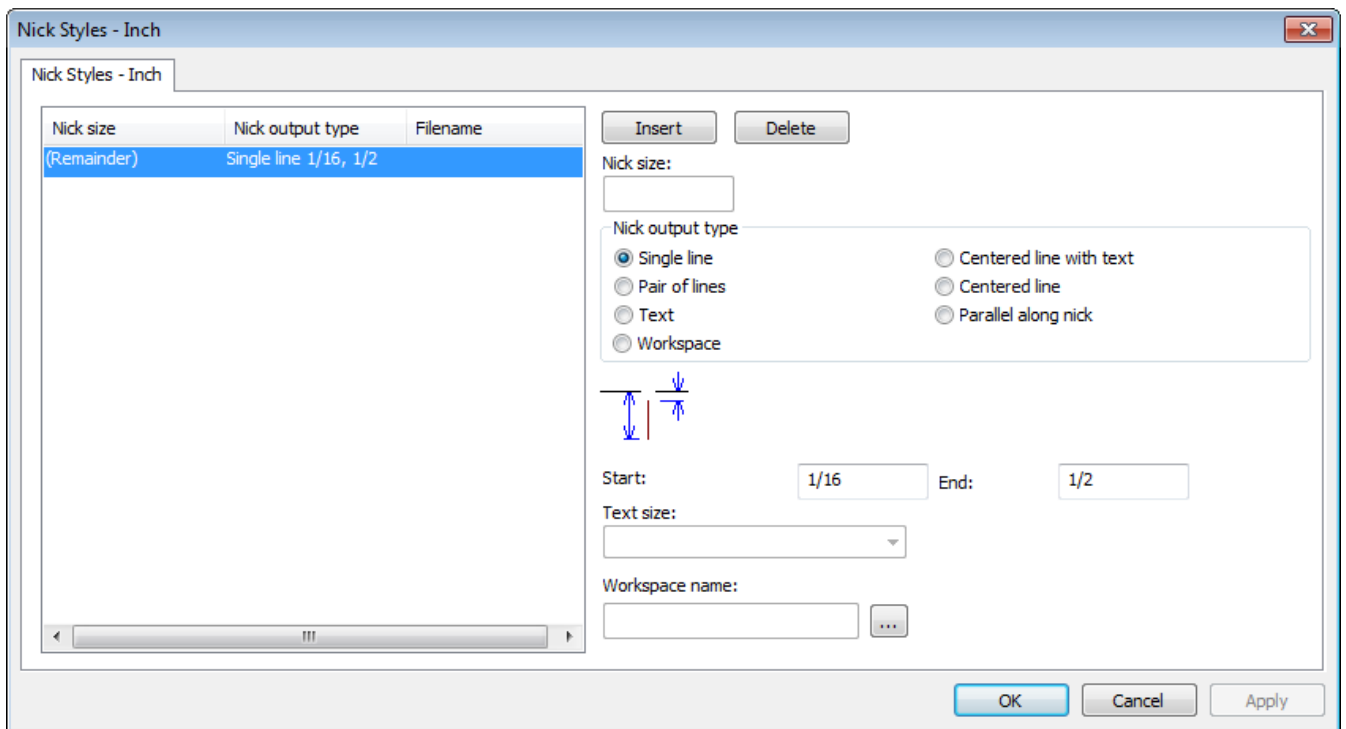 Nick Styles - Inch
Nick Styles - Inch
Nick size Nick output type Filename
(Remainder) Single line 1/16, 1/2
Insert Delete
Nick size:
Nick output type
Single line Centered line with text
Pair of lines Centered line
Text Parallel along nick
Workspace
Start: 1/16 End: 1/2
Text size:
Workspace name:
...
OK Cancel Apply